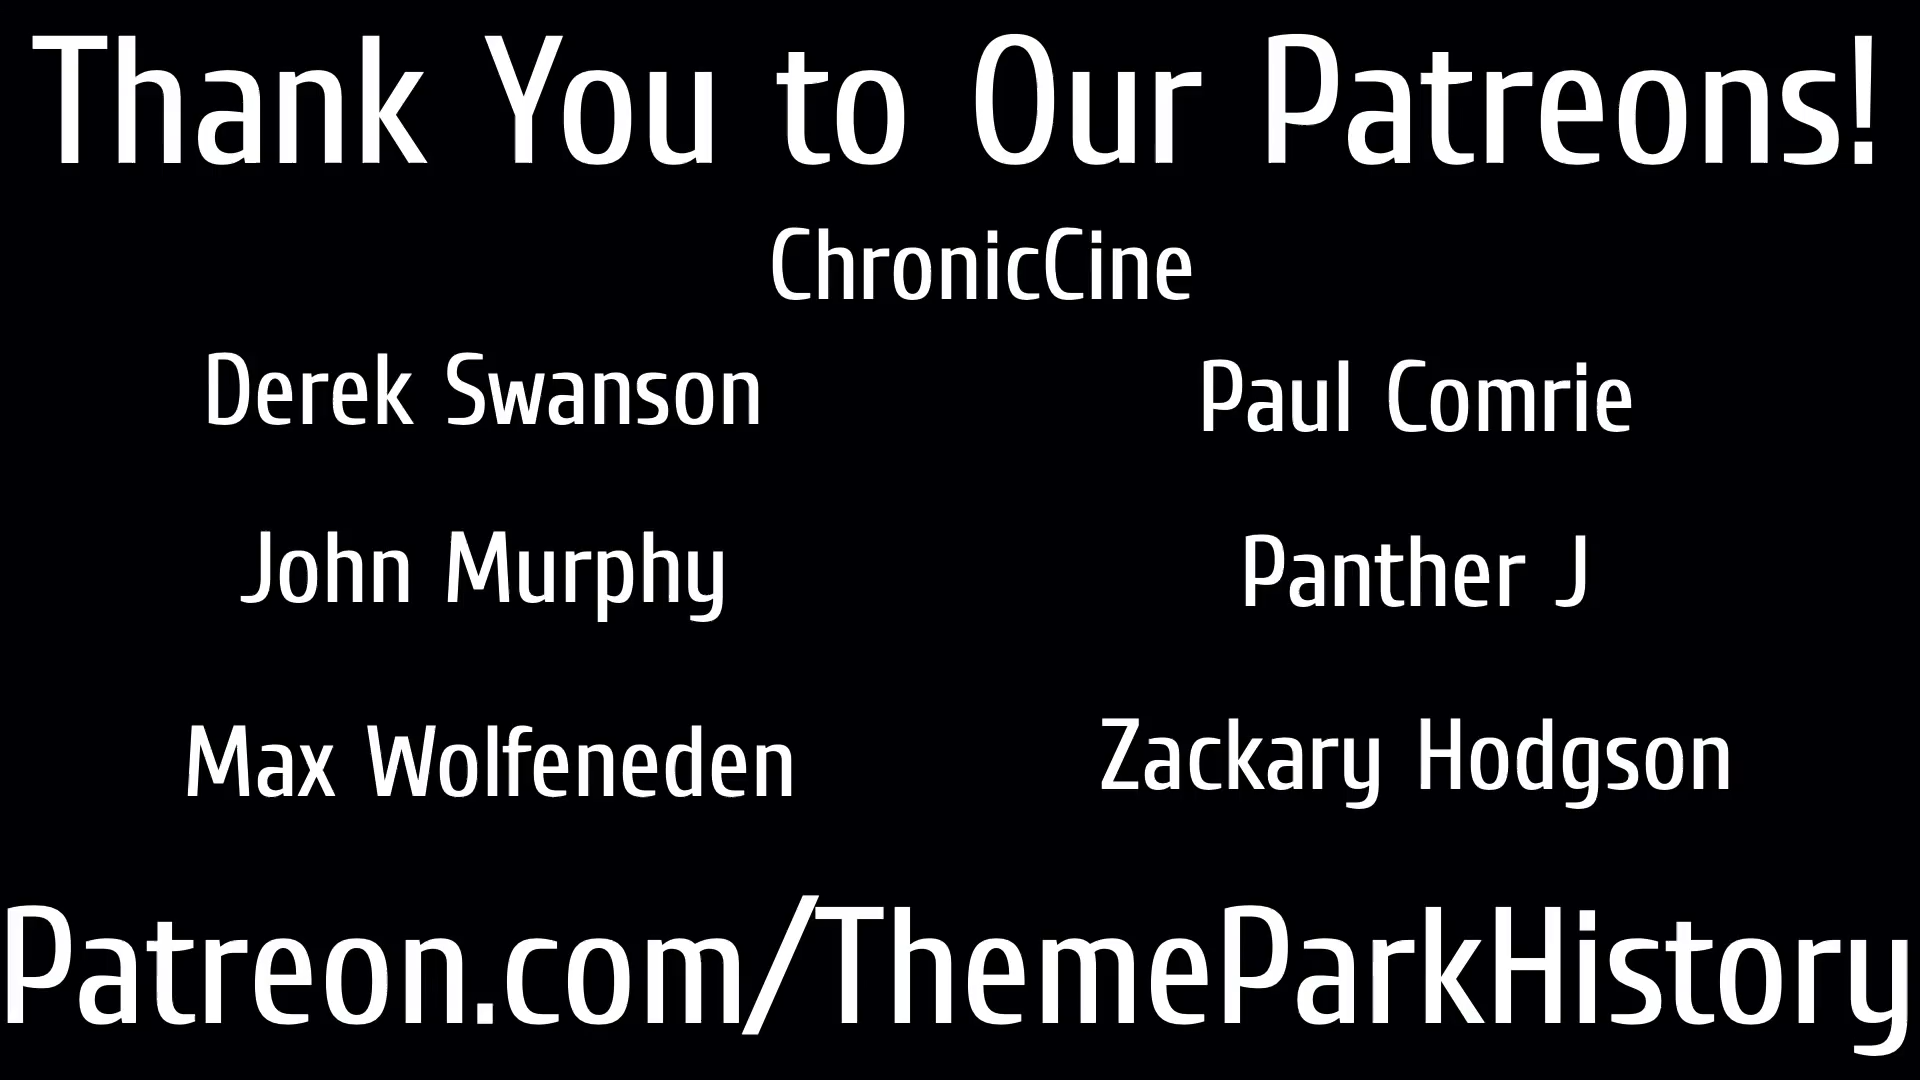 Thank You to Our Patreons!
ChronicCine
Derek Swanson
Paul Comrie
John Murphy
Panther J
Max Wolfeneden
Zackary Hodgson
Patreon.com/ThemeParkHistory